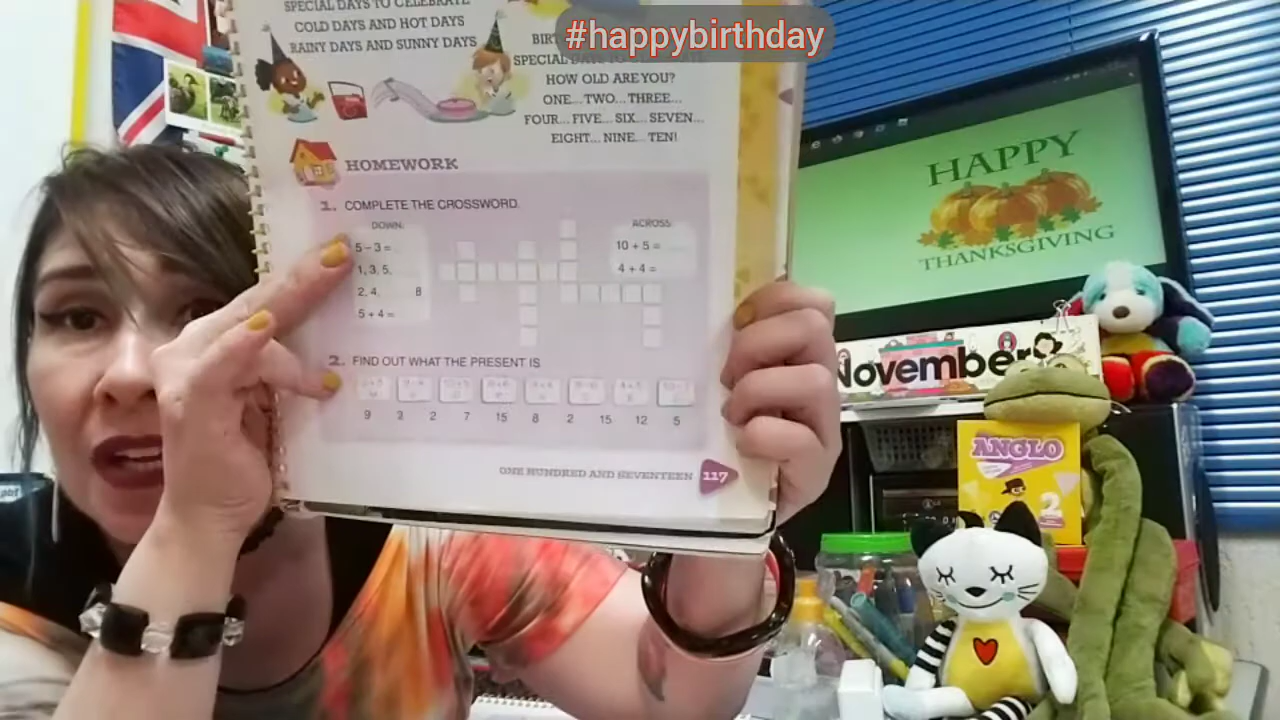 #happybirthday
SPECIAL DAYS TO CELEBRATE
COLD DAYS AND HOT DAYS
RAINY DAYS AND SUNNY DAYS
HOW OLD ARE YOU?
ONE... TWO... THREE...
FOUR... FIVE... SIX... SEVEN...
EIGHT... NINE... TEN!
HOMEWORK
1. COMPLETE THE CROSSWORD.
DOWN:
5 – 3 =
1, 3, 5,
2, 4, 8
5 + 4 =
ACROSS:
10 + 5 =
4 + 4 =
2. FIND OUT WHAT THE PRESENT IS
9 3 2 7 15 8 2 15 12 5
ONE HUNDRED AND SEVENTEEN 117
HAPPY
THANKSGIVING
November
ANGLO
2